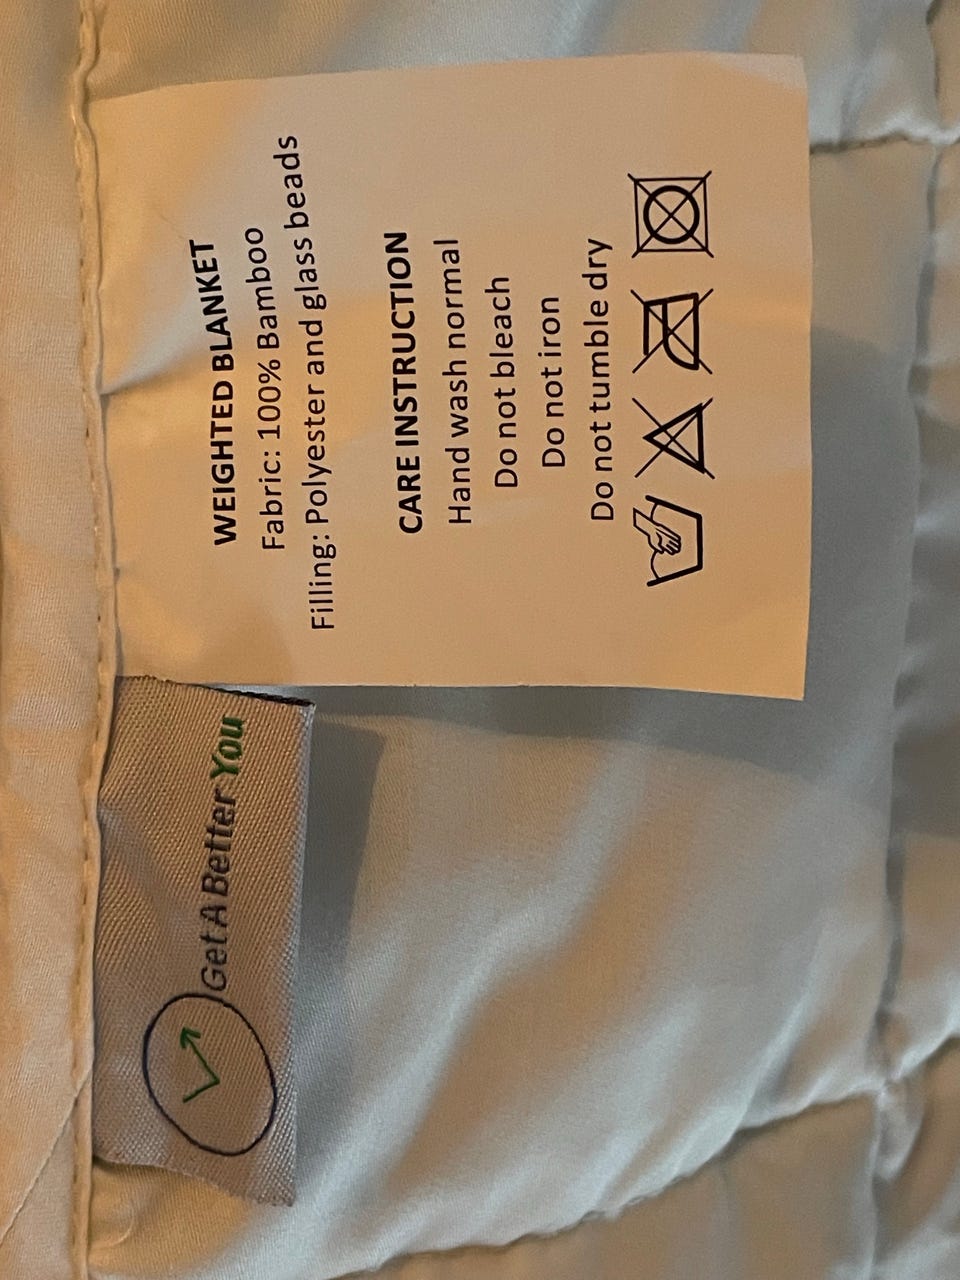 WEIGHTED BLANKET
Fabric: 100% Bamboo
Filling: Polyester and glass beads
CARE INSTRUCTION
Hand wash normal
Do not bleach
Do not iron
Do not tumble dry
Get A Better You